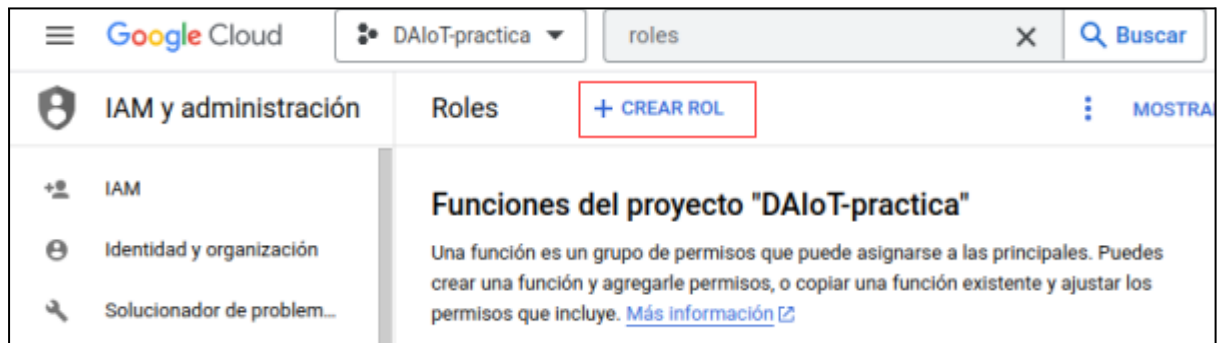 Google Cloud DAIoT-practica roles Buscar
IAM y administración Roles + CREAR ROL
IAM
Identidad y organización
Solucionador de problem...
Funciones del proyecto "DAIoT-practica"
Una función es un grupo de permisos que puede asignarse a las principales. Puedes
crear una función y agregarle permisos, o copiar una función existente y ajustar los
permisos que incluye. Más información